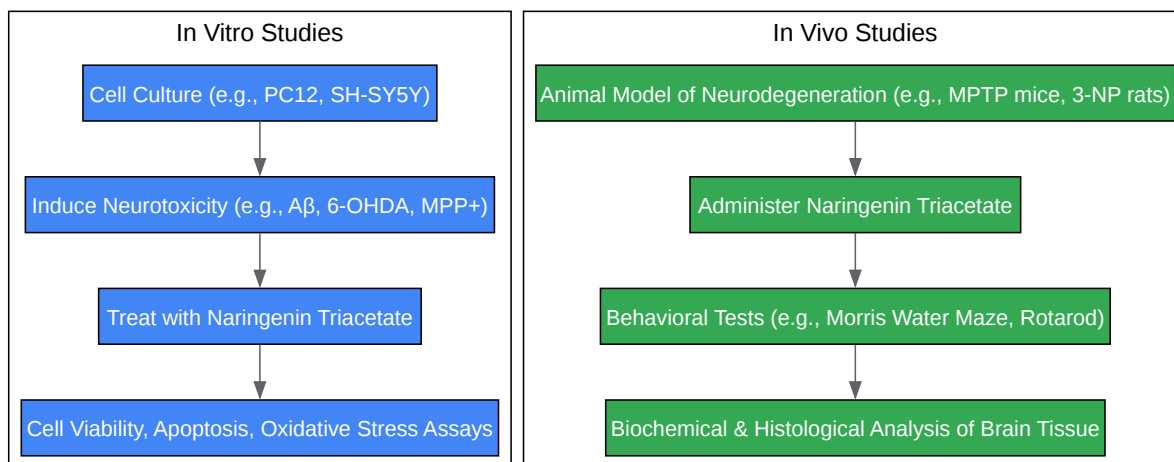 In Vitro Studies
Cell Culture (e.g., PC12, SH-SY5Y)
Induce Neurotoxicity (e.g., Aβ, 6-OHDA, MPP+)
Treat with Naringenin Triacetate
Cell Viability, Apoptosis, Oxidative Stress Assays
In Vivo Studies
Animal Model of Neurodegeneration (e.g., MPTP mice, 3-NP rats)
Administer Naringenin Triacetate
Behavioral Tests (e.g., Morris Water Maze, Rotarod)
Biochemical & Histological Analysis of Brain Tissue